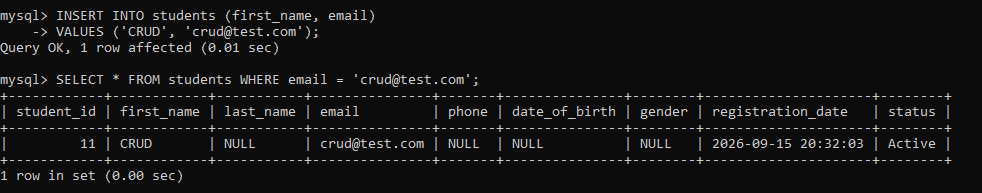 mysql> INSERT INTO students (first_name, email)
    -> VALUES ('CRUD', 'crud@test.com');
Query OK, 1 row affected (0.01 sec)

mysql> SELECT * FROM students WHERE email = 'crud@test.com';
+------------+------------+-----------+---------------+-------+---------------+--------+---------------------+--------+
| student_id | first_name | last_name | email         | phone | date_of_birth | gender | registration_date   | status |
+------------+------------+-----------+---------------+-------+---------------+--------+---------------------+--------+
|         11 | CRUD       | NULL      | crud@test.com | NULL  | NULL          | NULL   | 2026-09-15 20:32:03 | Active |
+------------+------------+-----------+---------------+-------+---------------+--------+---------------------+--------+
1 row in set (0.00 sec)